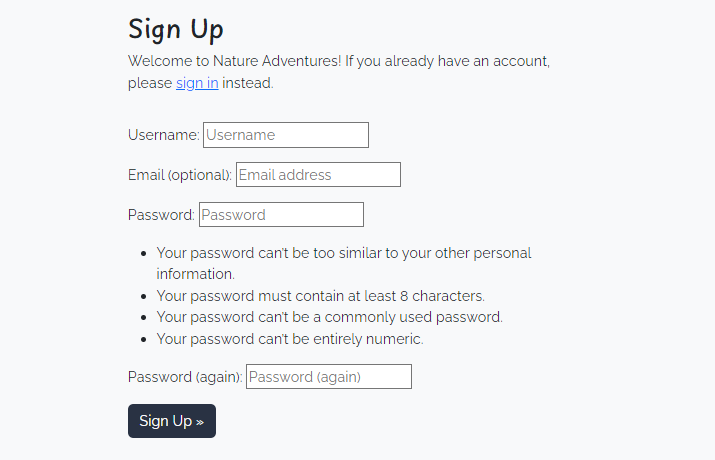 Sign Up
Welcome to Nature Adventures! If you already have an account,
please sign in instead.
Username: Username
Email (optional): Email address
Password: Password
• Your password can't be too similar to your other personal
information.
• Your password must contain at least 8 characters.
• Your password can't be a commonly used password.
• Your password can't be entirely numeric.
Password (again): Password (again)
Sign Up »